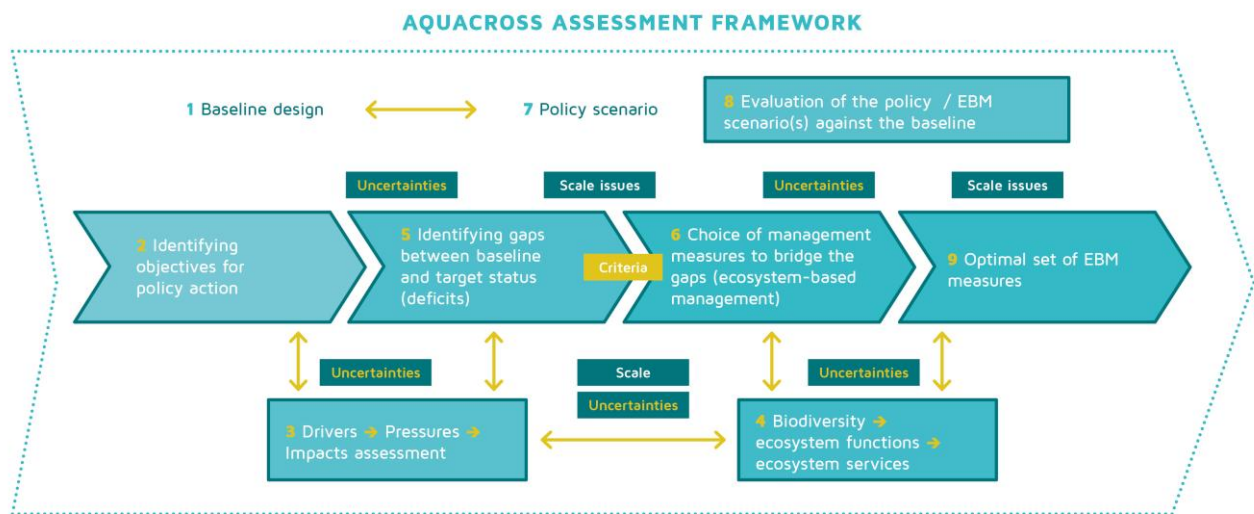 AQUACROSS ASSESSMENT FRAMEWORK
1 Baseline design
7 Policy scenario
8 Evaluation of the policy / EBM
scenario(s) against the baseline
Uncertainties
Scale issues
Uncertainties
Scale issues
2 Identifying
objectives for
policy action
5 Identifying gaps
between baseline
and target status
(deficits)
Criteria
6 Choice of management
measures to bridge the
gaps (ecosystem-based
management)
9 Optimal set of EBM
measures
Uncertainties
Scale
Uncertainties
Uncertainties
3 Drivers → Pressures →
Impacts assessment
4 Biodiversity →
ecosystem functions →
ecosystem services